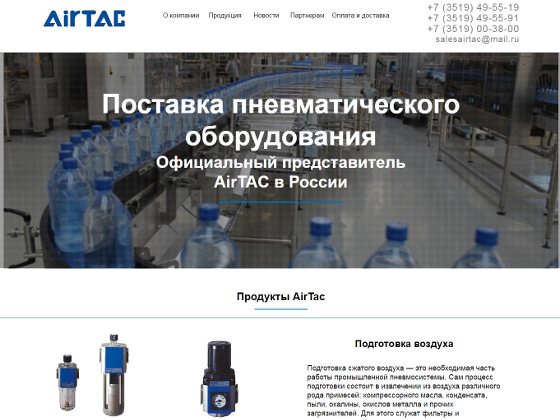 AirTAC
О компании Продукция Новости Партнерам Оплата и доставка
+7 (3519) 49-55-19
+7 (3519) 49-55-91
+7 (3519) 00-38-00
salesairtac@mail.ru
Поставка пневматического
оборудования
Официальный представитель
AirTAC в России
Продукты AirTac
Подготовка воздуха
Подготовка сжатого воздуха — это необходимая часть
работы промышленной пневмосистемы. Сам процесс
подготовки состоит в извлечении из воздуха различного
рода примесей: компрессорного масла, конденсата,
пыли, окалины, окислов металла и прочих
загрязнителей. Для этого служат фильтры и